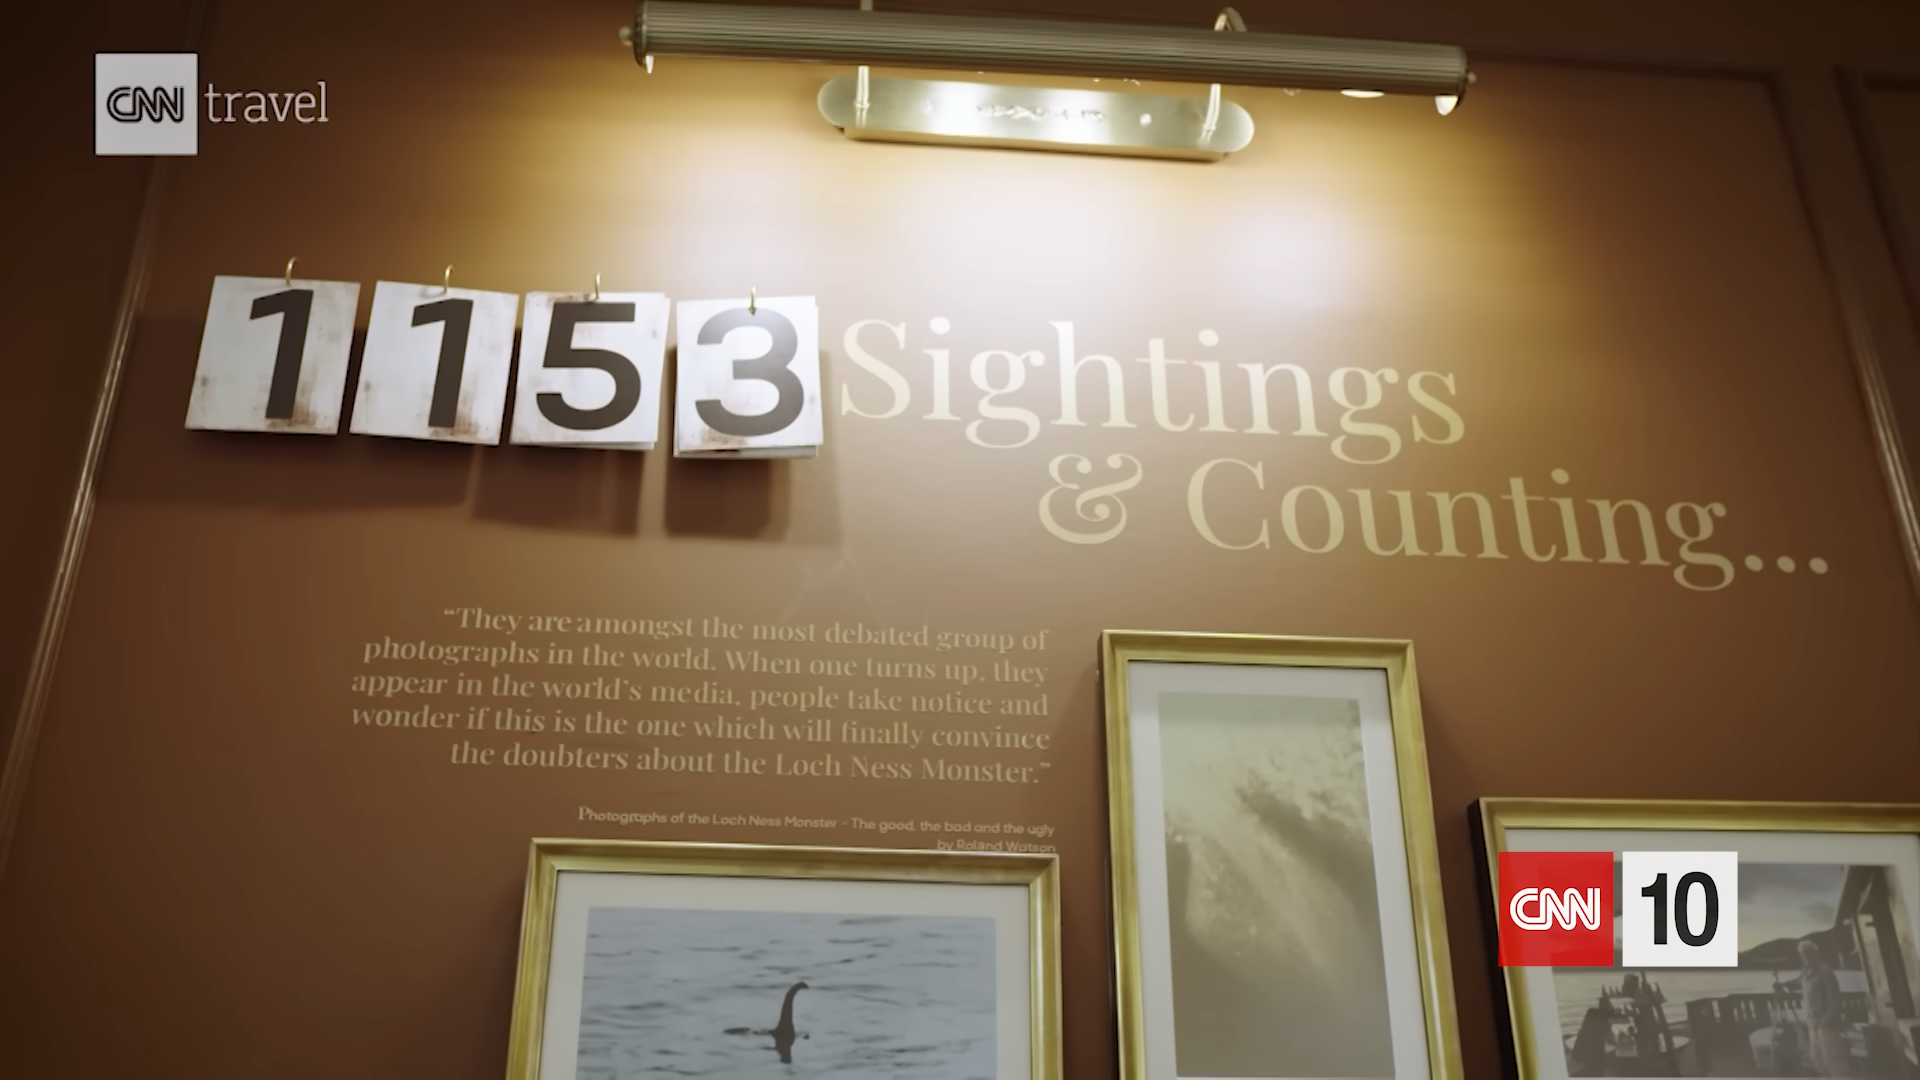 CNN travel
1153 Sightings
& Counting...
“They are amongst the most debated group of
photographs in the world. When one turns up, they
appear in the world’s media, people take notice and
wonder if this is the one which will finally convince
the doubters about the Loch Ness Monster.”
Photographs of the Loch Ness Monster - The good, the bad and the ugly
by Roland Watson
CNN 10